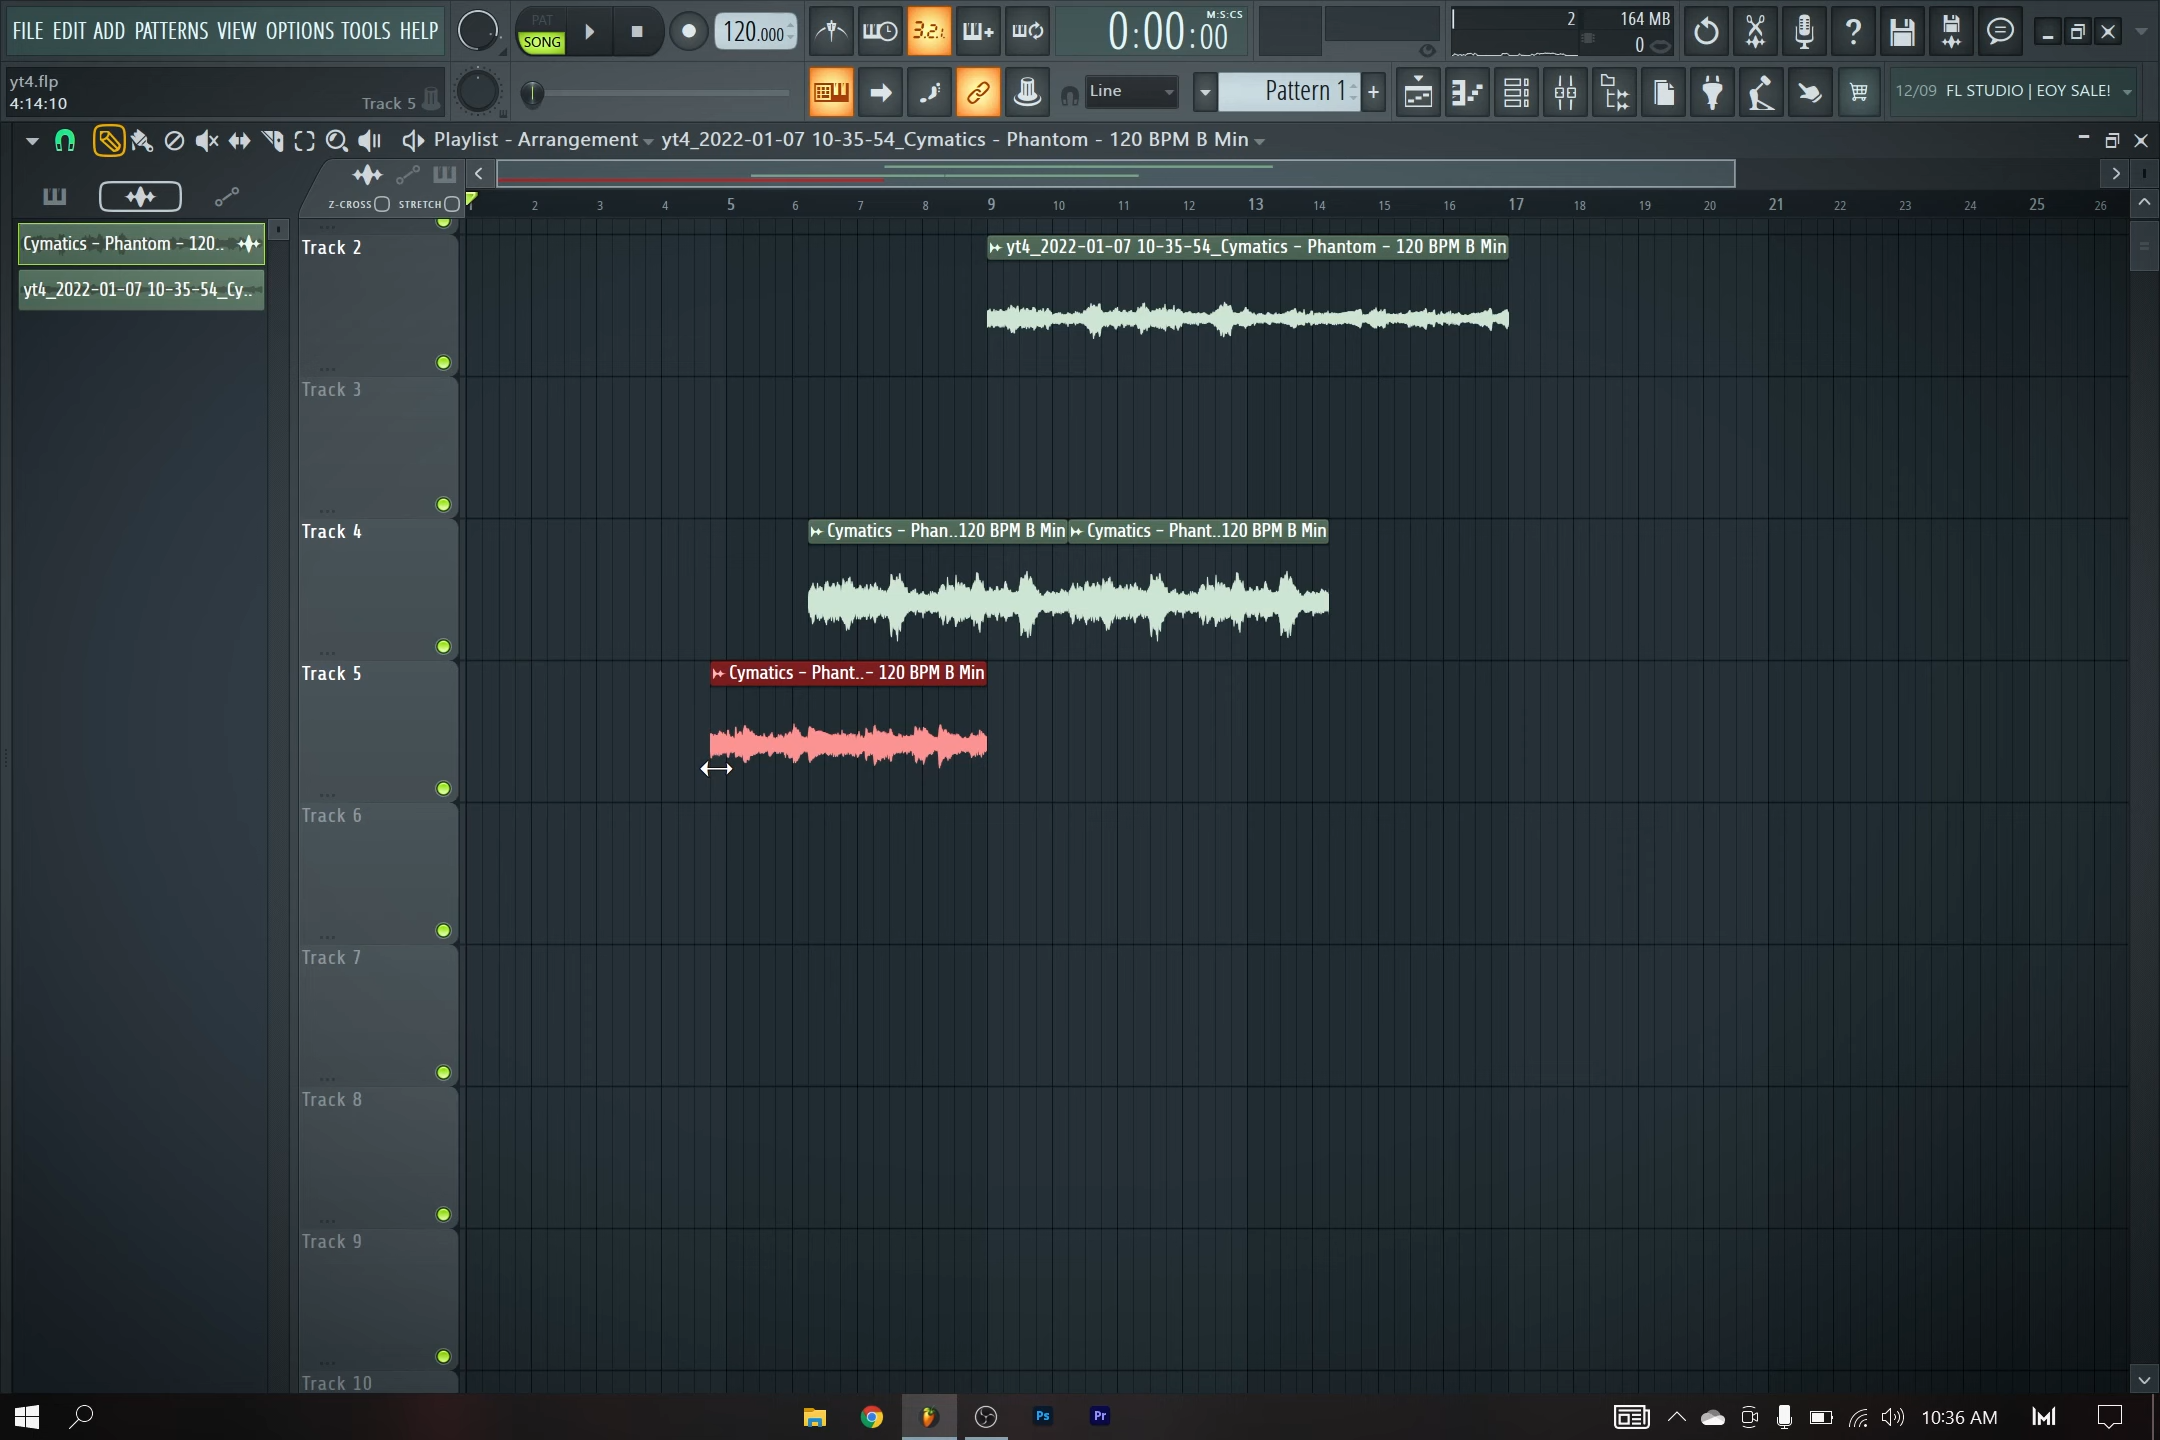 FILE EDIT ADD PATTERNS VIEW OPTIONS TOOLS HELP
PAT
SONG
120.000
3.2.
0:00:00
M:S:CS
2
164 MB
0
yt4.flp
4:14:10
Track 5
Line
Pattern 1
+
12/09 FL STUDIO | EOY SALE!
Playlist - Arrangement
yt4_2022-01-07 10-35-54_Cymatics - Phantom - 120 BPM B Min
Z-CROSS
STRETCH
1 2 3 4 5 6 7 8 9 10 11 12 13 14 15 16 17 18 19 20 21 22 23 24 25 26
Cymatics - Phantom - 120..
yt4_2022-01-07 10-35-54_Cy..
Track 2
yt4_2022-01-07 10-35-54_Cymatics - Phantom - 120 BPM B Min
Track 3
Track 4
Cymatics - Phan..120 BPM B Min
Cymatics - Phant..120 BPM B Min
Track 5
Cymatics - Phant..- 120 BPM B Min
Track 6
Track 7
Track 8
Track 9
Track 10
Ps
Pr
10:36 AM